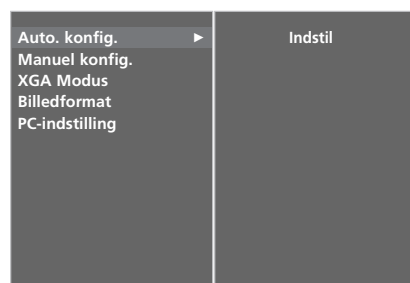 Auto. konfig. ► Indstil
Manuel konfig.
XGA Modus
Billedformat
PC-indstilling